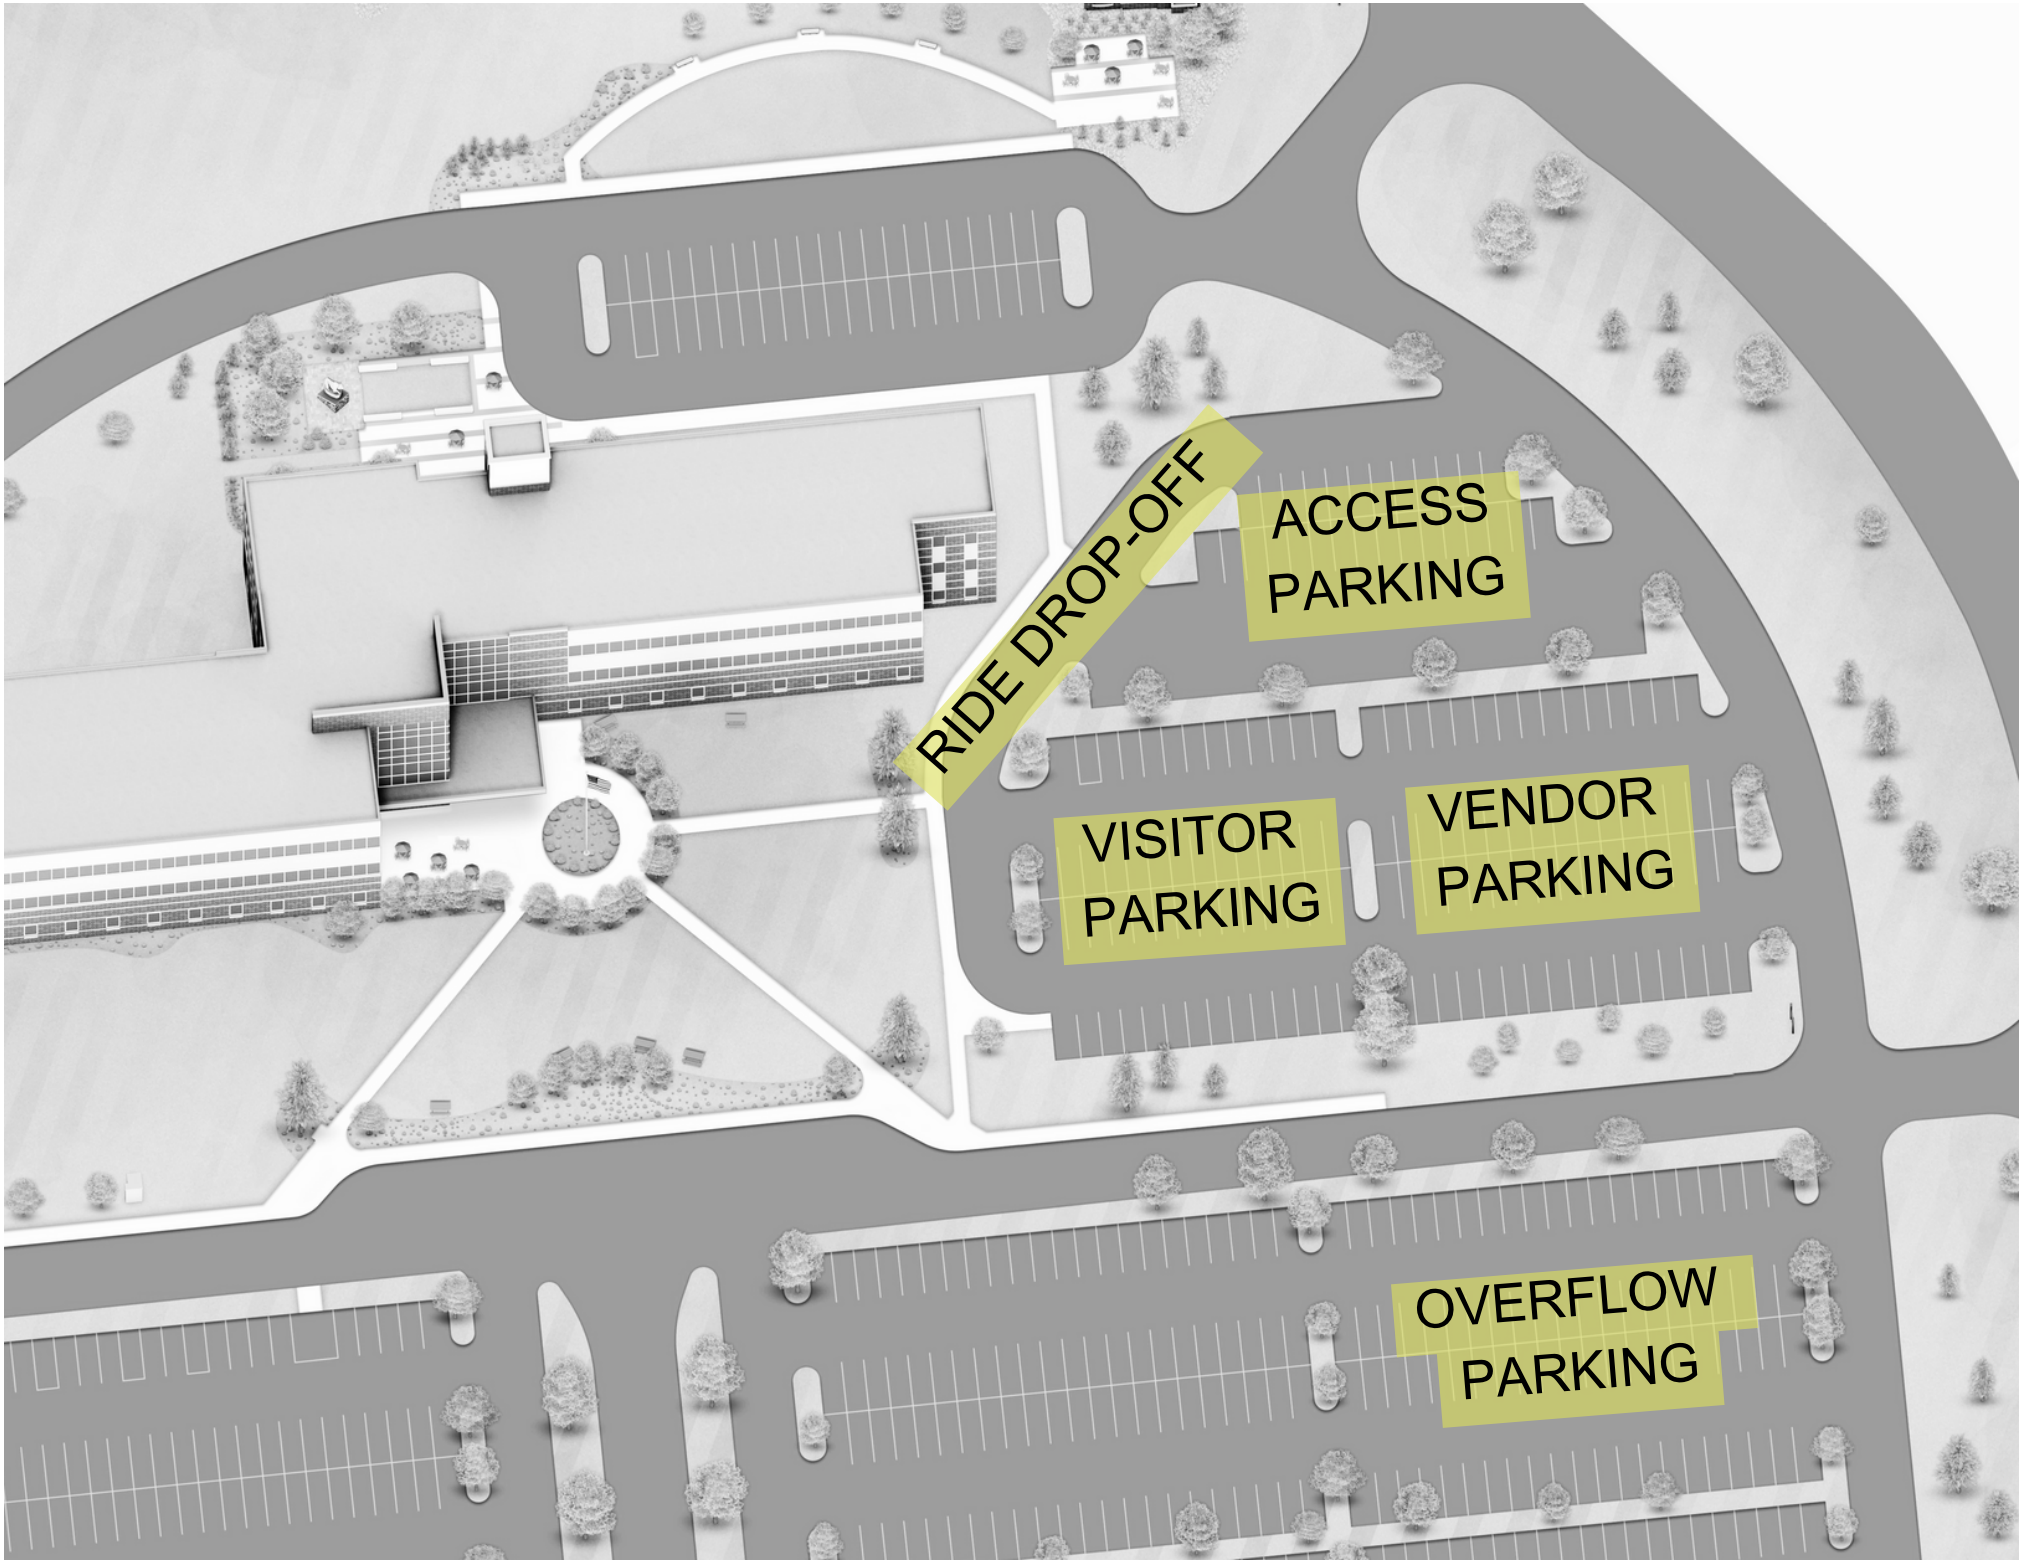 RIDE DROP-OFF
ACCESS
PARKING
VISITOR
PARKING
VENDOR
PARKING
OVERFLOW
PARKING